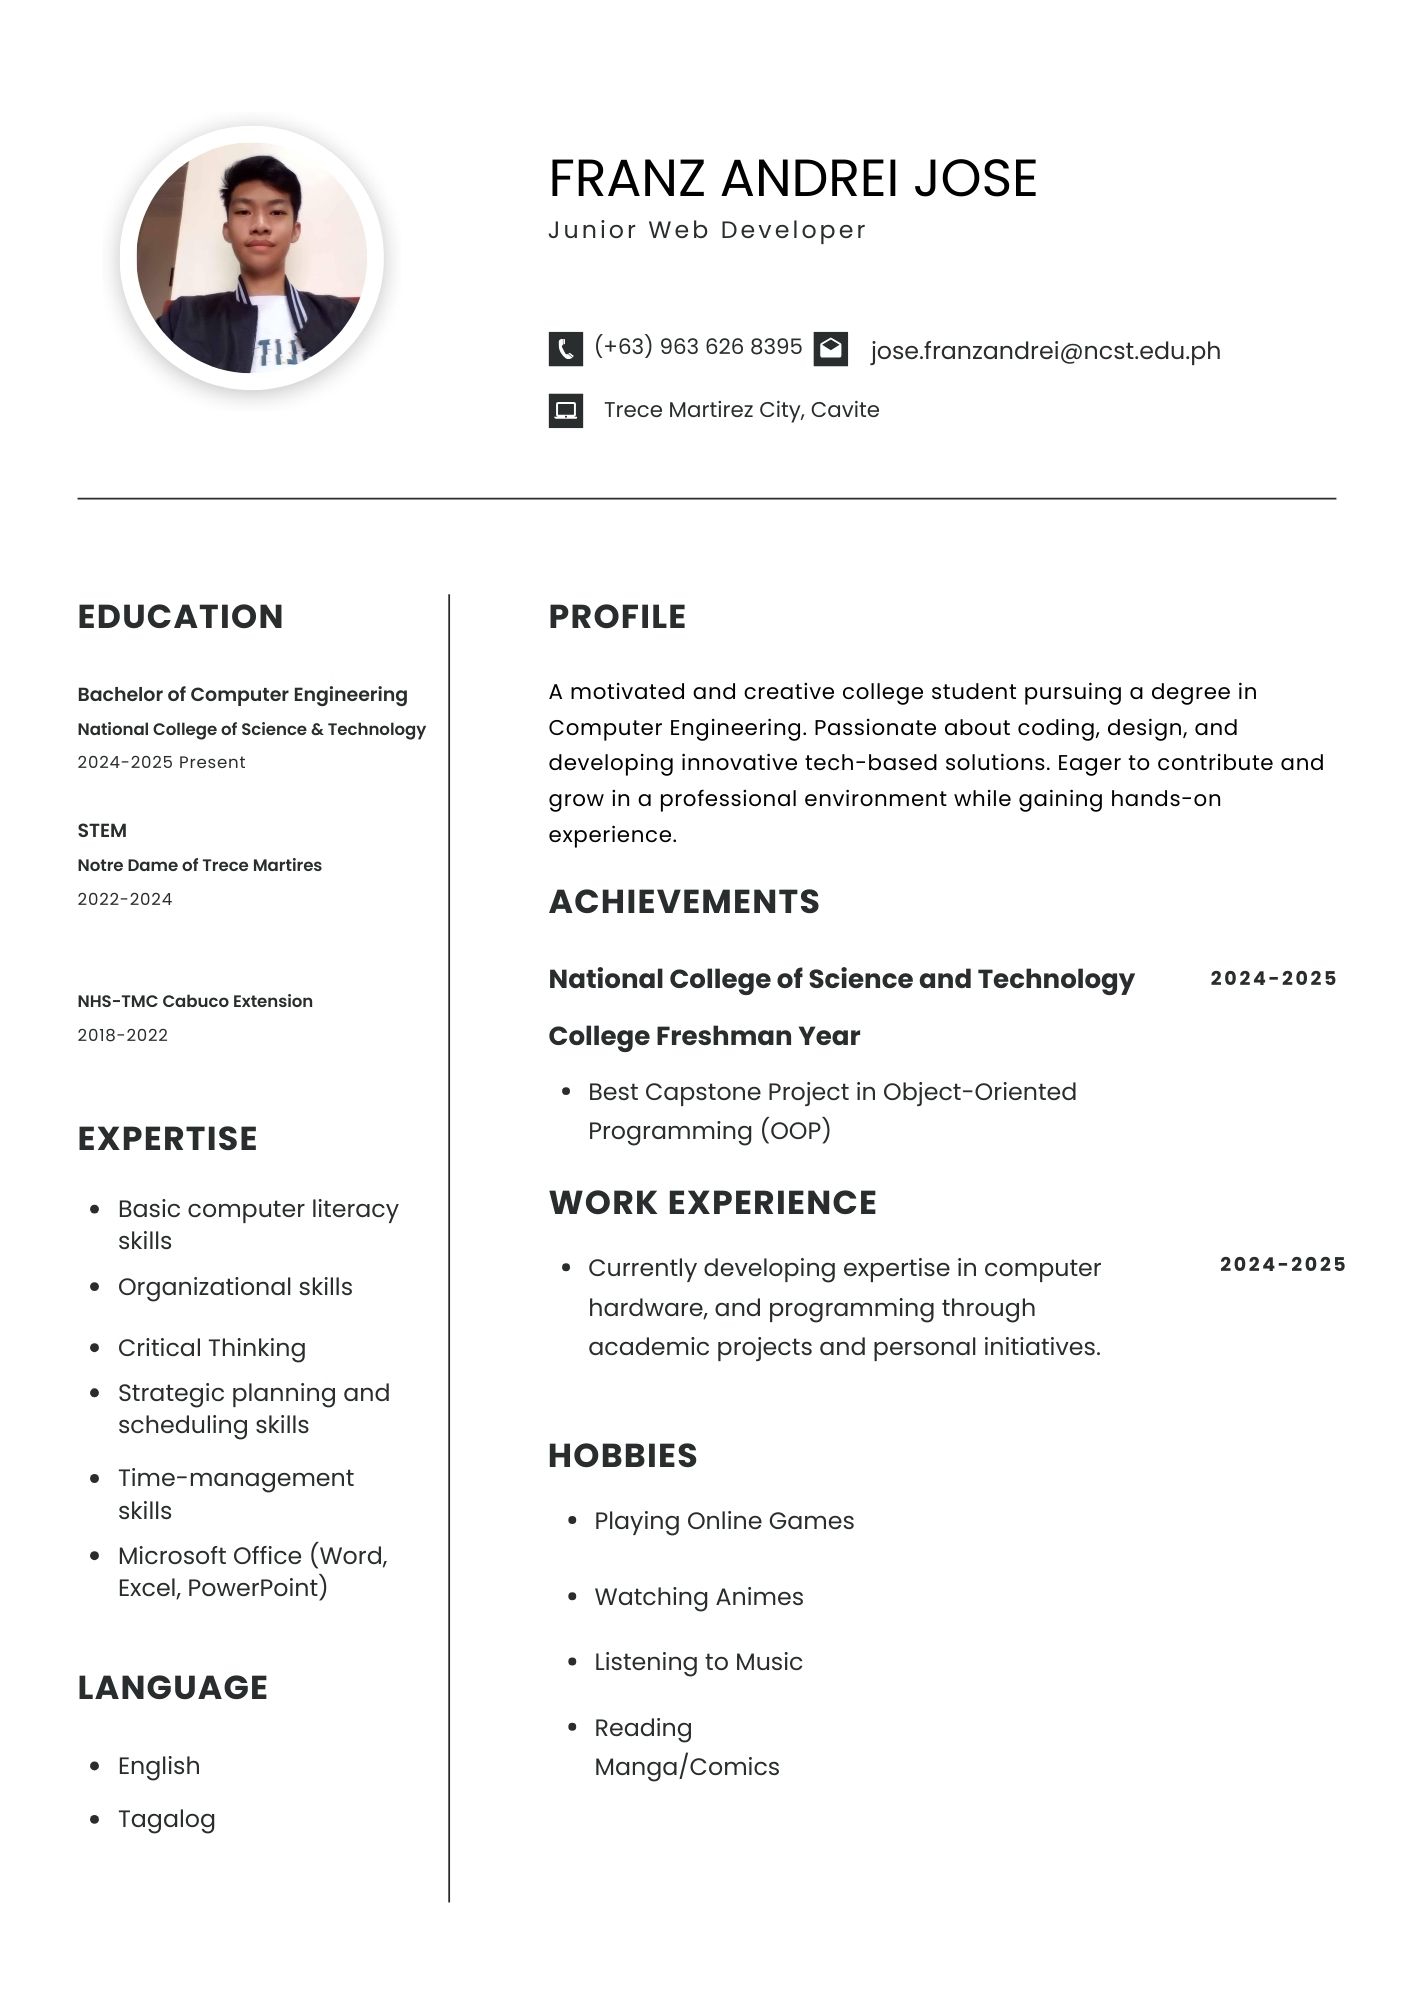 FRANZ ANDREI JOSE
Junior Web Developer
(+63) 963 626 8395
jose.franzandrei@ncst.edu.ph
Trece Martirez City, Cavite
EDUCATION
Bachelor of Computer Engineering
National College of Science & Technology
2024-2025 Present
STEM
Notre Dame of Trece Martires
2022-2024
NHS-TMC Cabuco Extension
2018-2022
EXPERTISE
• Basic computer literacy
skills
• Organizational skills
• Critical Thinking
• Strategic planning and
scheduling skills
• Time-management
skills
• Microsoft Office (Word,
Excel, PowerPoint)
LANGUAGE
• English
• Tagalog
PROFILE
A motivated and creative college student pursuing a degree in
Computer Engineering. Passionate about coding, design, and
developing innovative tech-based solutions. Eager to contribute and
grow in a professional environment while gaining hands-on
experience.
ACHIEVEMENTS
National College of Science and Technology
2024-2025
College Freshman Year
• Best Capstone Project in Object-Oriented
Programming (OOP)
WORK EXPERIENCE
• Currently developing expertise in computer
2024-2025
hardware, and programming through
academic projects and personal initiatives.
HOBBIES
• Playing Online Games
• Watching Animes
• Listening to Music
• Reading
Manga/Comics